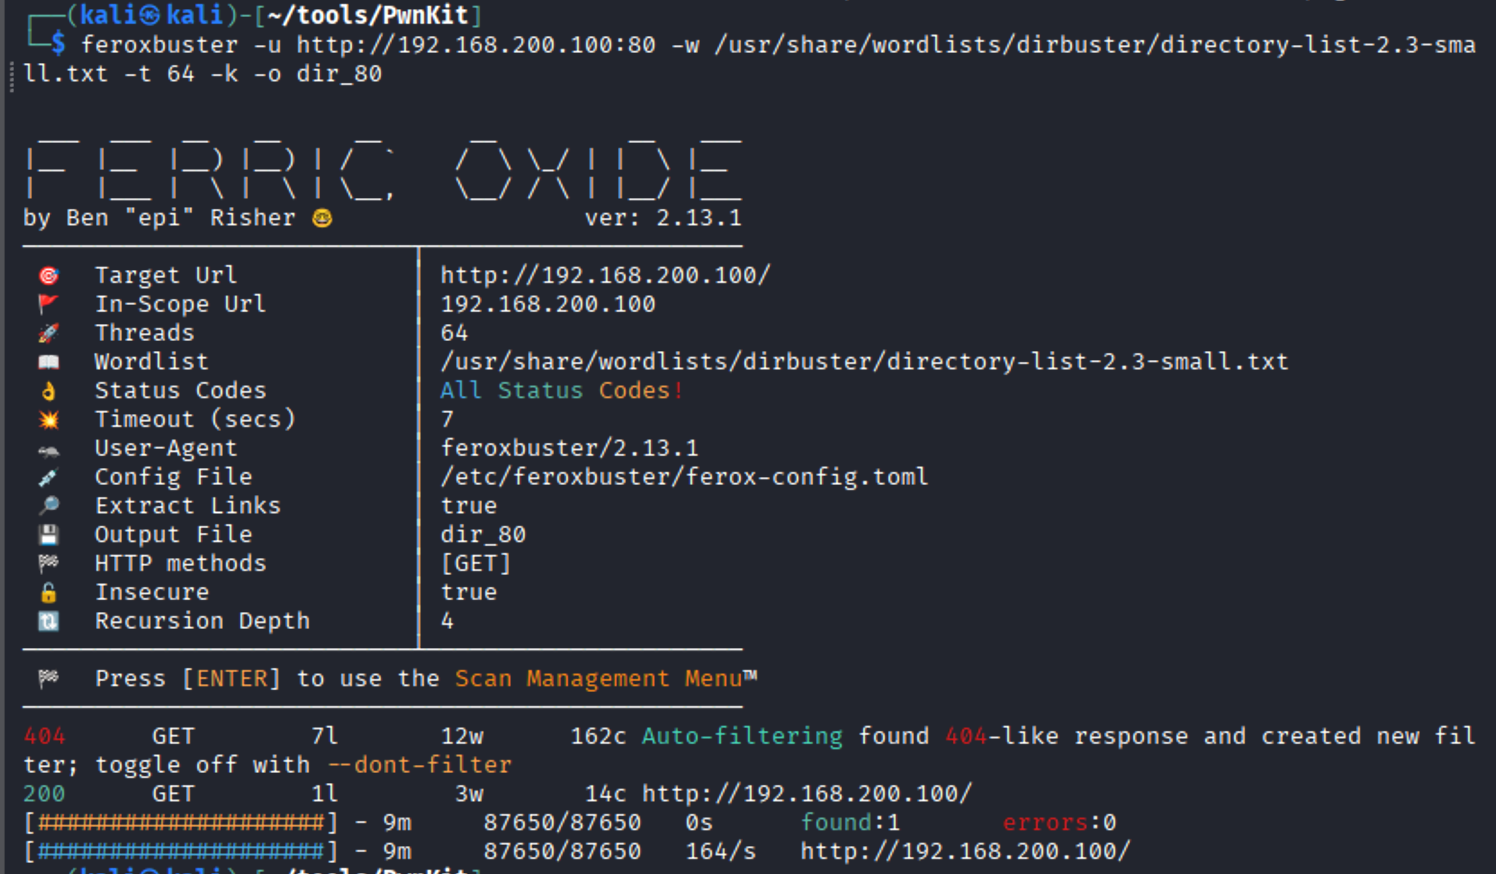 ┌──(kali㉿kali)-[~/tools/PwnKit]
└─$ feroxbuster -u http://192.168.200.100:80 -w /usr/share/wordlists/dirbuster/directory-list-2.3-sma
ll.txt -t 64 -k -o dir_80
FERRIC OXIDE
by Ben "epi" Risher 🤓 ver: 2.13.1
🎯 Target Url │ http://192.168.200.100/
🚩 In-Scope Url │ 192.168.200.100
🚀 Threads │ 64
📖 Wordlist │ /usr/share/wordlists/dirbuster/directory-list-2.3-small.txt
👌 Status Codes │ All Status Codes!
💥 Timeout (secs) │ 7
🦡 User-Agent │ feroxbuster/2.13.1
💉 Config File │ /etc/feroxbuster/ferox-config.toml
🔎 Extract Links │ true
💾 Output File │ dir_80
🏁 HTTP methods │ [GET]
🔓 Insecure │ true
🔃 Recursion Depth │ 4
🏁 Press [ENTER] to use the Scan Management Menu™
404 GET 7l 12w 162c Auto-filtering found 404-like response and created new fil
ter; toggle off with --dont-filter
200 GET 1l 3w 14c http://192.168.200.100/
[####################] - 9m 87650/87650 0s found:1 errors:0
[####################] - 9m 87650/87650 164/s http://192.168.200.100/
┌──(kali㉿kali)-[~/tools/PwnKit]